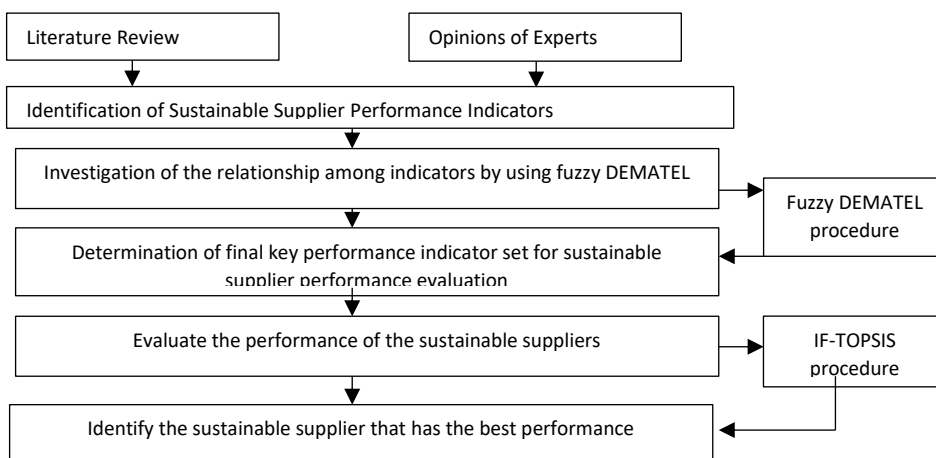 Literature Review
Opinions of Experts
Identification of Sustainable Supplier Performance Indicators
Investigation of the relationship among indicators by using fuzzy DEMATEL
Fuzzy DEMATEL
procedure
Determination of final key performance indicator set for sustainable
supplier performance evaluation
Evaluate the performance of the sustainable suppliers
IF-TOPSIS
procedure
Identify the sustainable supplier that has the best performance